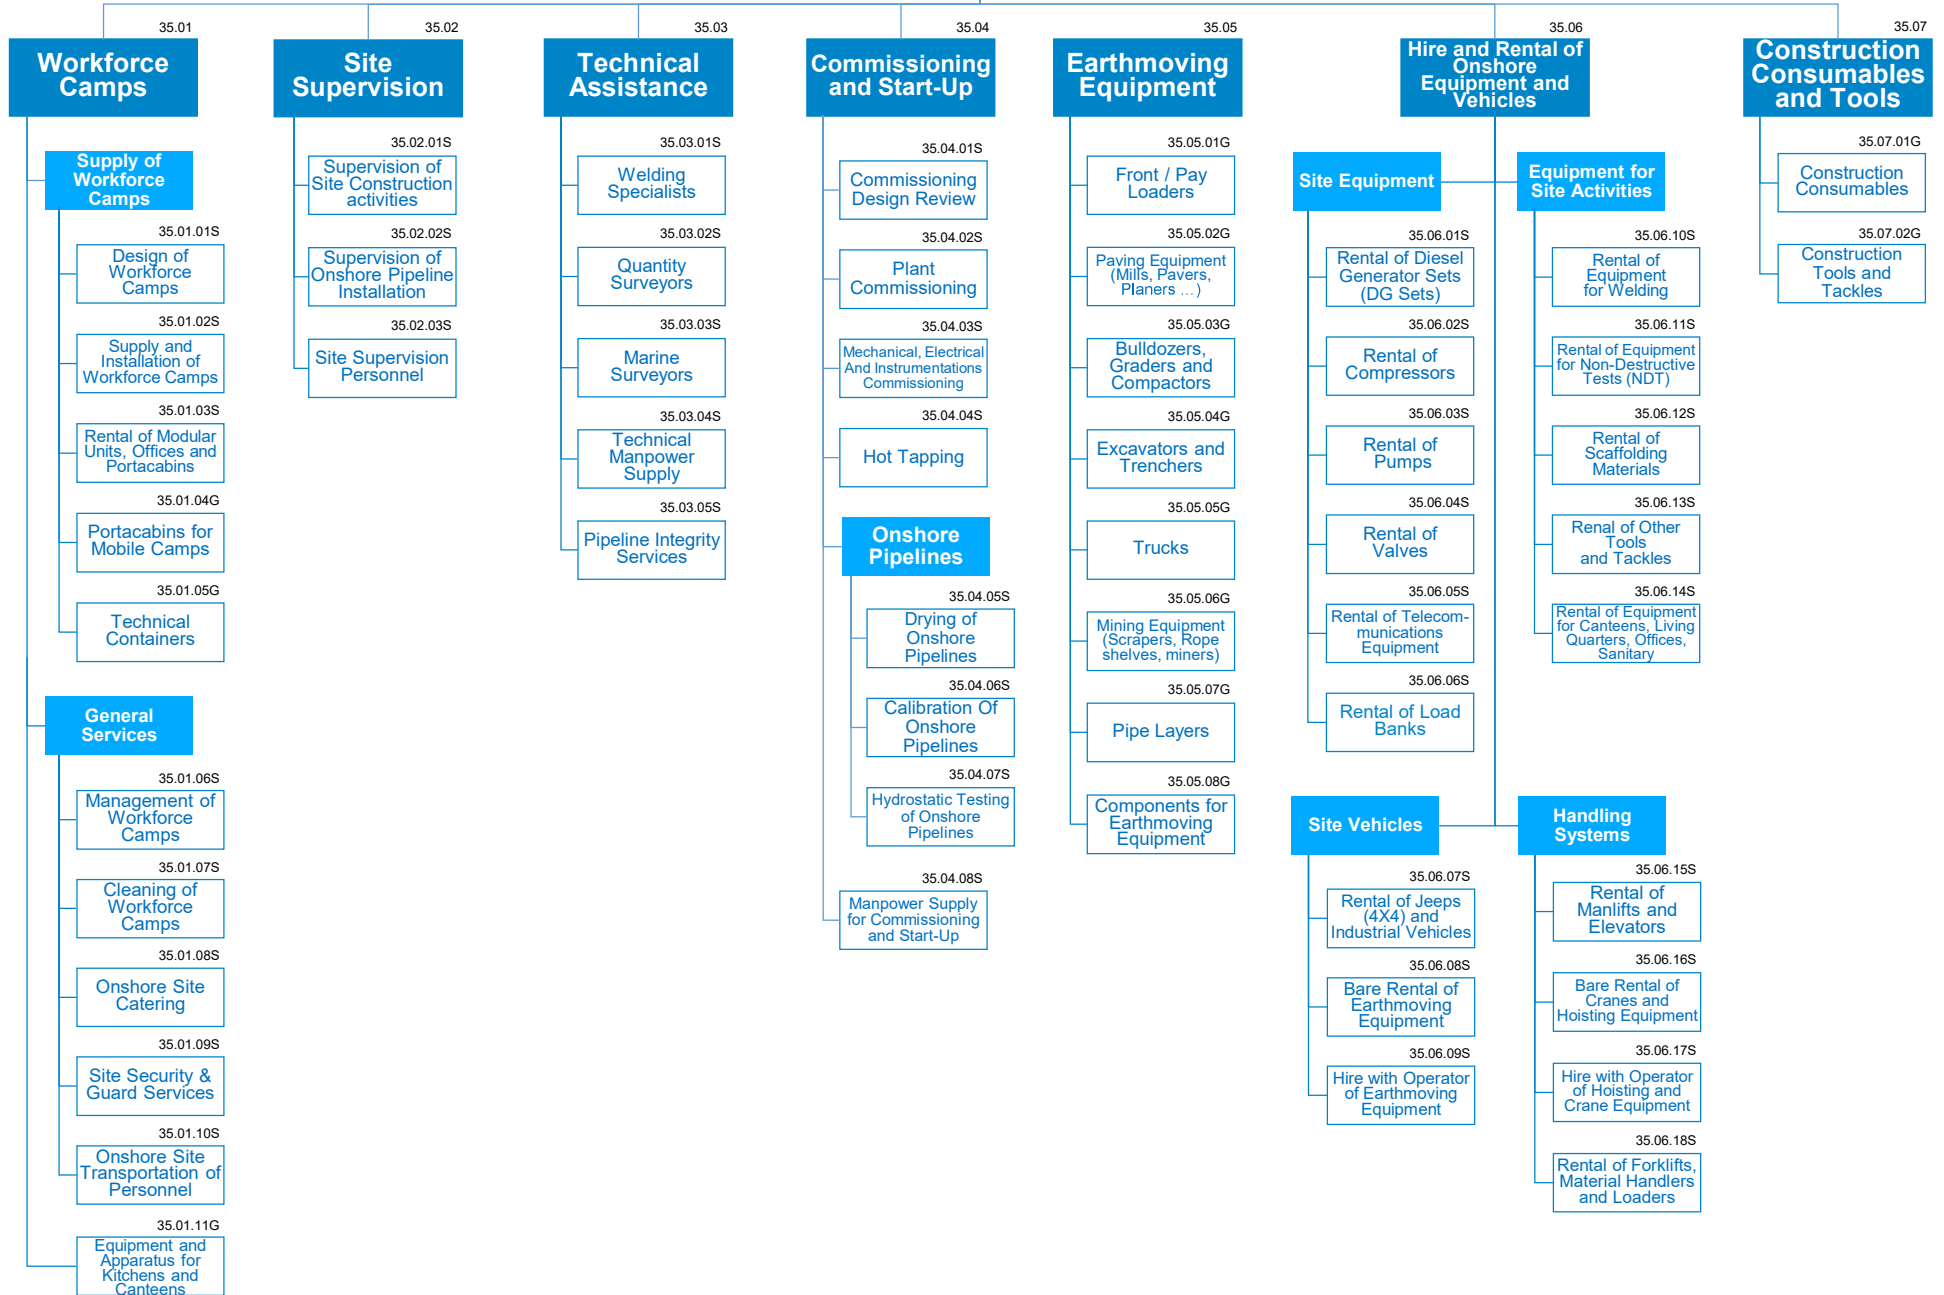 35.01
Workforce
Camps
Supply of
Workforce
Camps
35.01.01S
Design of
Workforce
Camps
35.01.02S
Supply and
Installation of
Workforce Camps
35.01.03S
Rental of Modular
Units, Offices and
Portacabins
35.01.04G
Portacabins for
Mobile Camps
35.01.05G
Technical
Containers
General
Services
35.01.06S
Management of
Workforce
Camps
35.01.07S
Cleaning of
Workforce
Camps
35.01.08S
Onshore Site
Catering
35.01.09S
Site Security &
Guard Services
35.01.10S
Onshore Site
Transportation of
Personnel
35.01.11G
Equipment and
Apparatus for
Kitchens and
Canteens
35.02
Site
Supervision
35.02.01S
Supervision of
Site Construction
activities
35.02.02S
Supervision of
Onshore Pipeline
Installation
35.02.03S
Site Supervision
Personnel
35.03
Technical
Assistance
35.03.01S
Welding
Specialists
35.03.02S
Quantity
Surveyors
35.03.03S
Marine
Surveyors
35.03.04S
Technical
Manpower
Supply
35.03.05S
Pipeline Integrity
Services
35.04
Commissioning
and Start-Up
35.04.01S
Commissioning
Design Review
35.04.02S
Plant
Commissioning
35.04.03S
Mechanical, Electrical
And Instrumentations
Commissioning
35.04.04S
Hot Tapping
Onshore
Pipelines
35.04.05S
Drying of
Onshore
Pipelines
35.04.06S
Calibration Of
Onshore
Pipelines
35.04.07S
Hydrostatic Testing
of Onshore
Pipelines
35.04.08S
Manpower Supply
for Commissioning
and Start-Up
35.05
Earthmoving
Equipment
35.05.01G
Front / Pay
Loaders
35.05.02G
Paving Equipment
(Mills, Pavers,
Planers …)
35.05.03G
Bulldozers,
Graders and
Compactors
35.05.04G
Excavators and
Trenchers
35.05.05G
Trucks
35.05.06G
Mining Equipment
(Scrapers, Rope
shelves, miners)
35.05.07G
Pipe Layers
35.05.08G
Components for
Earthmoving
Equipment
35.06
Hire and Rental of
Onshore
Equipment and
Vehicles
Site Equipment
35.06.01S
Rental of Diesel
Generator Sets
(DG Sets)
35.06.02S
Rental of
Compressors
35.06.03S
Rental of
Pumps
35.06.04S
Rental of
Valves
35.06.05S
Rental of Telecom-
munications
Equipment
35.06.06S
Rental of Load
Banks
Site Vehicles
35.06.07S
Rental of Jeeps
(4X4) and
Industrial Vehicles
35.06.08S
Bare Rental of
Earthmoving
Equipment
35.06.09S
Hire with Operator
of Earthmoving
Equipment
Equipment for
Site Activities
35.06.10S
Rental of
Equipment
for Welding
35.06.11S
Rental of Equipment
for Non-Destructive
Tests (NDT)
35.06.12S
Rental of
Scaffolding
Materials
35.06.13S
Renal of Other
Tools
and Tackles
35.06.14S
Rental of Equipment
for Canteens, Living
Quarters, Offices,
Sanitary
Handling
Systems
35.06.15S
Rental of
Manlifts and
Elevators
35.06.16S
Bare Rental of
Cranes and
Hoisting Equipment
35.06.17S
Hire with Operator
of Hoisting and
Crane Equipment
35.06.18S
Rental of Forklifts,
Material Handlers
and Loaders
35.07
Construction
Consumables
and Tools
35.07.01G
Construction
Consumables
35.07.02G
Construction
Tools and
Tackles